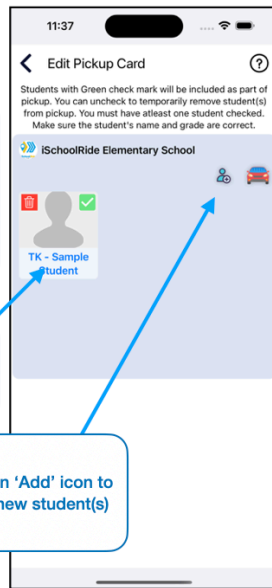 11:37
Edit Pickup Card
?
Students with Green check mark will be included as part of
pickup. You can uncheck to temporarily remove student(s)
from pickup. You must have atleast one student checked.
Make sure the student's name and grade are correct.
iSchoolRide Elementary School
TK - Sample
Student
n ‘Add’ icon to
new student(s)